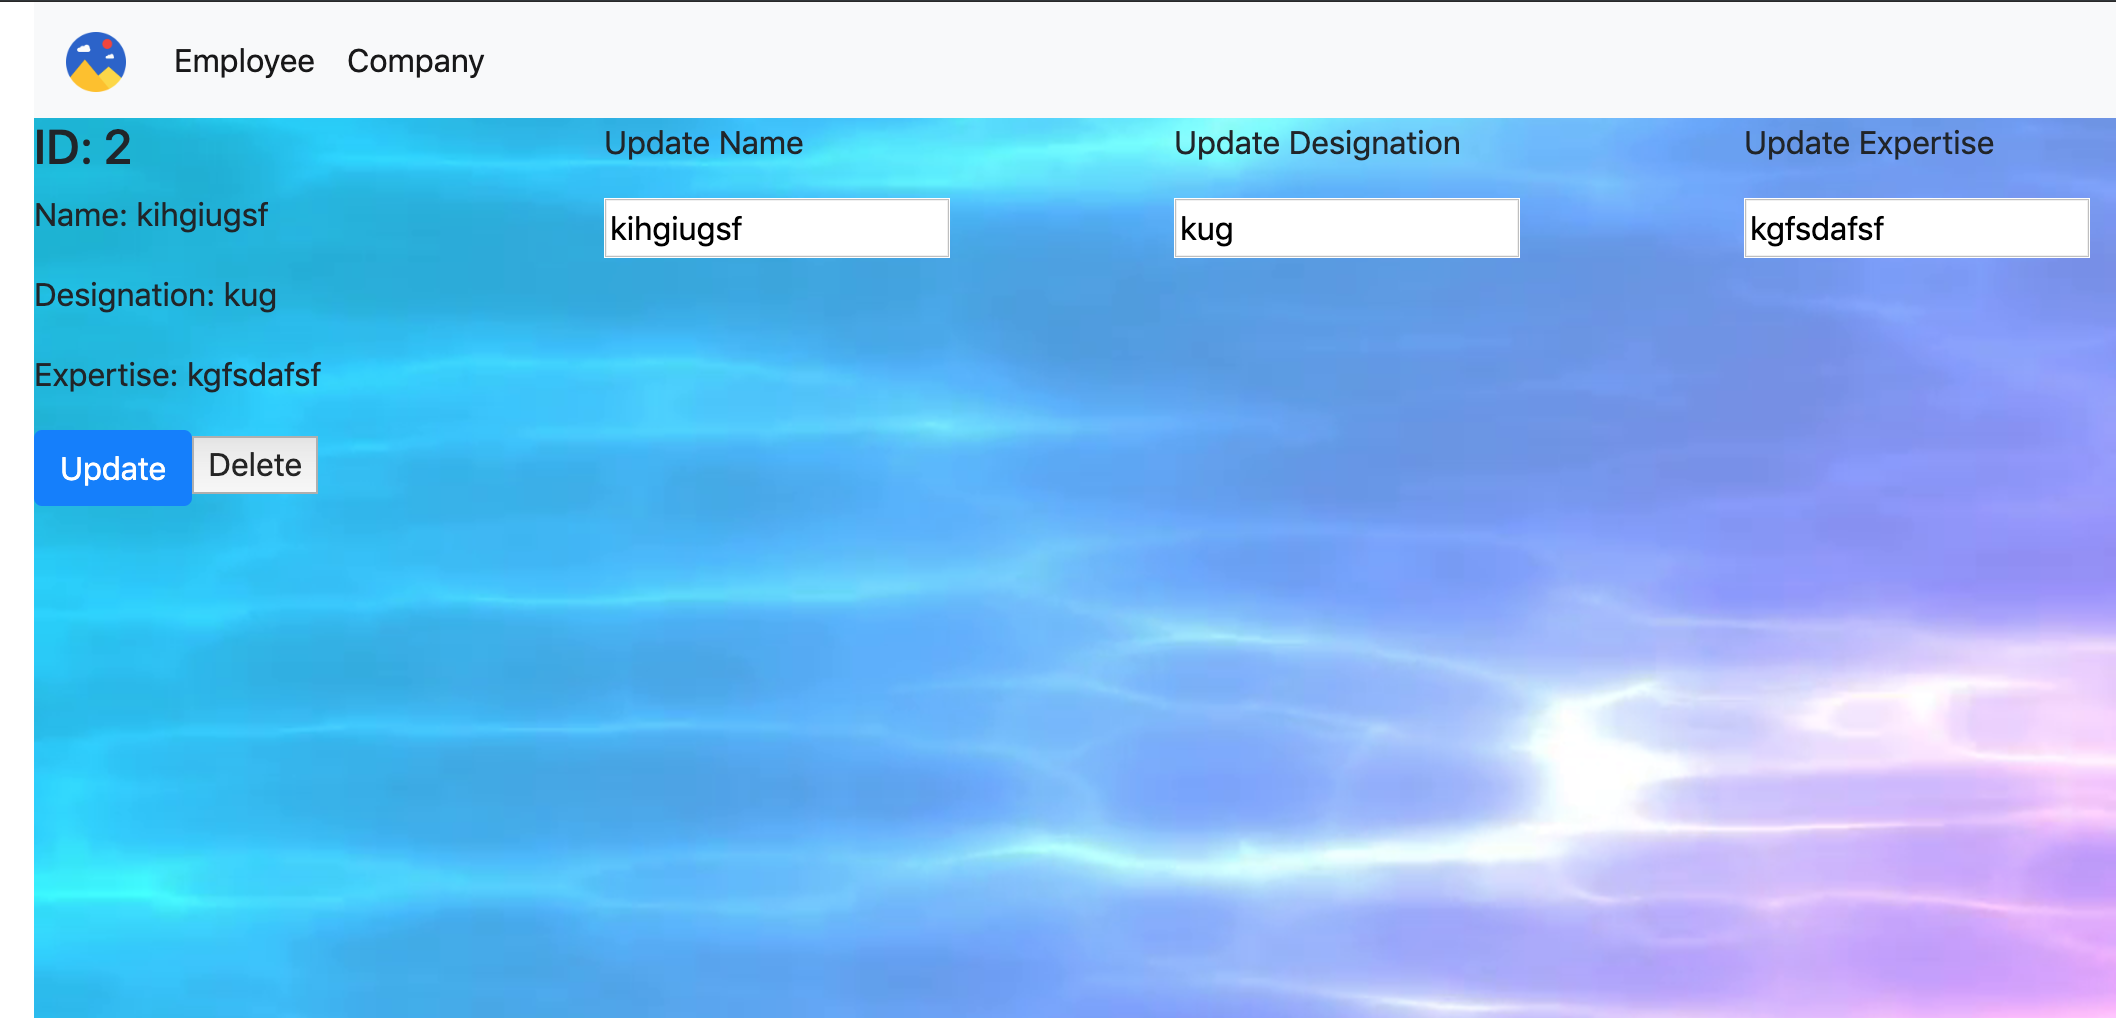 Employee Company
ID: 2
Name: kihgiugsf
Designation: kug
Expertise: kgfsdafsf
Update Delete
Update Name
kihgiugsf
Update Designation
kug
Update Expertise
kgfsdafsf